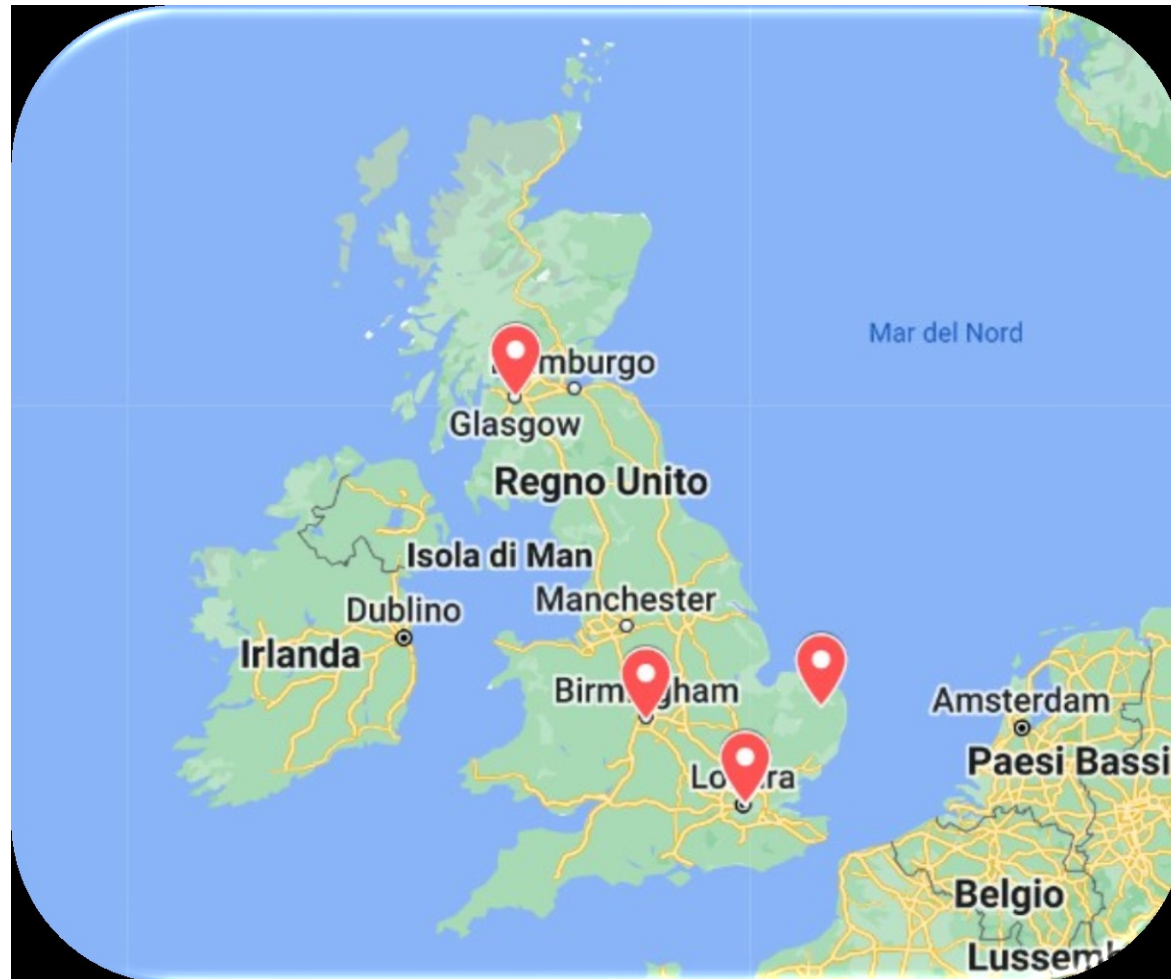 Mar del Nord
Glasgow
Regno Unito
Isola di Man
Manchester
Dublino
Irlanda
Amsterdam
Paesi Bassi
Belgio